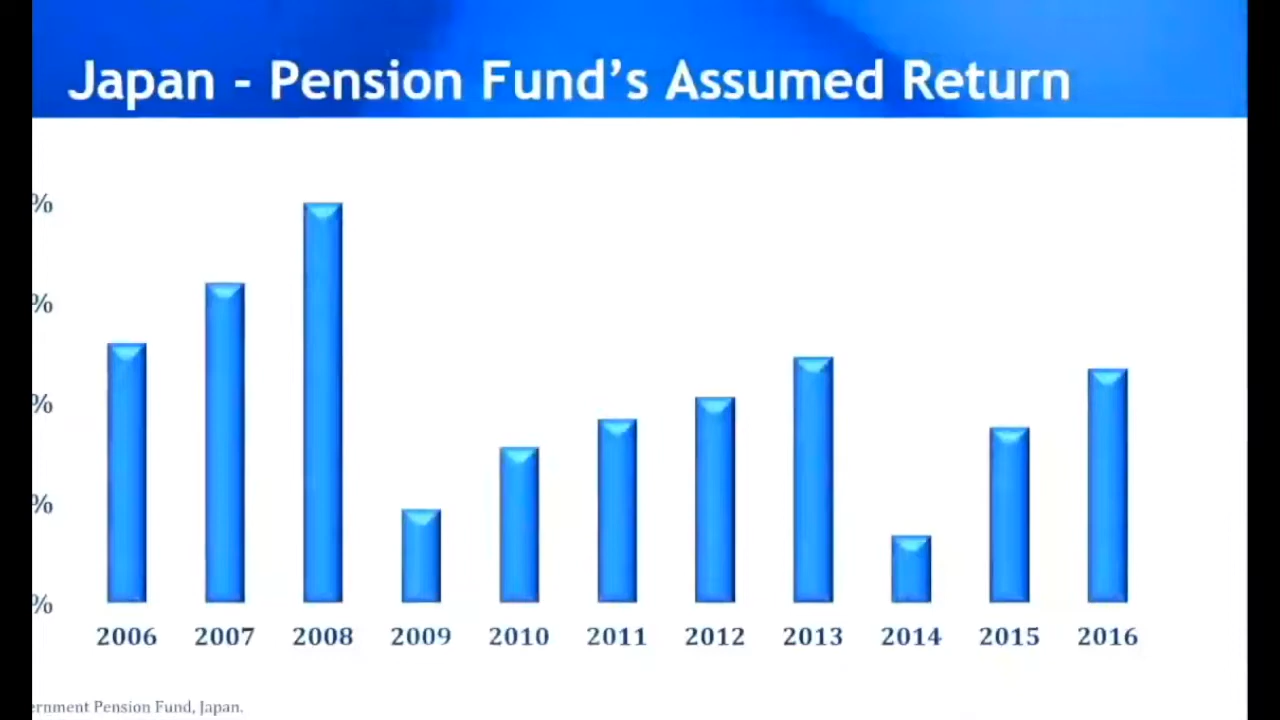 Japan - Pension Fund's Assumed Return
%
%
%
%
%
2006 2007 2008 2009 2010 2011 2012 2013 2014 2015 2016
Pension Fund, Japan.